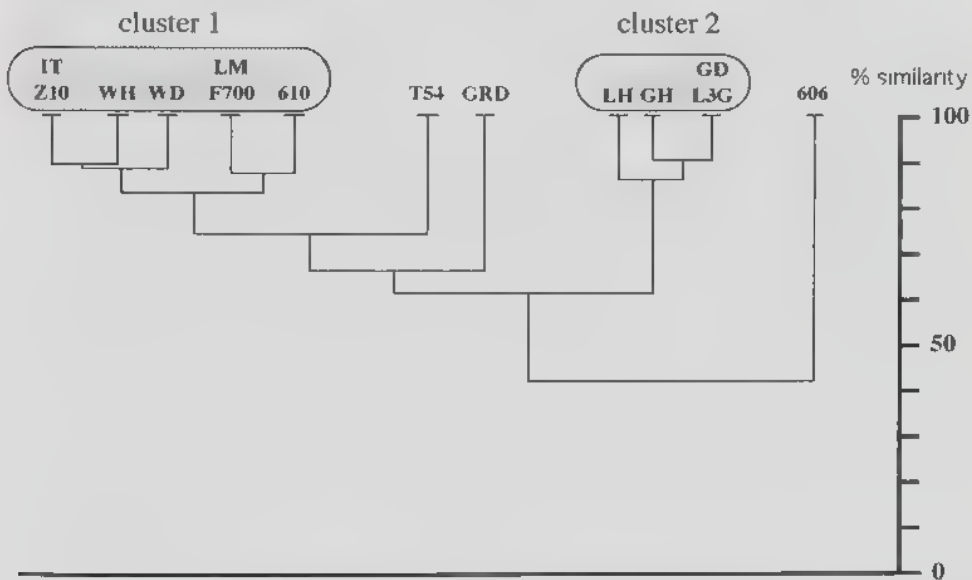 cluster 1 cluster 2
IT LM GD % similarity
Z10 WH WD F700 610 T54 GRD LH GH L3G 606
100
50
0